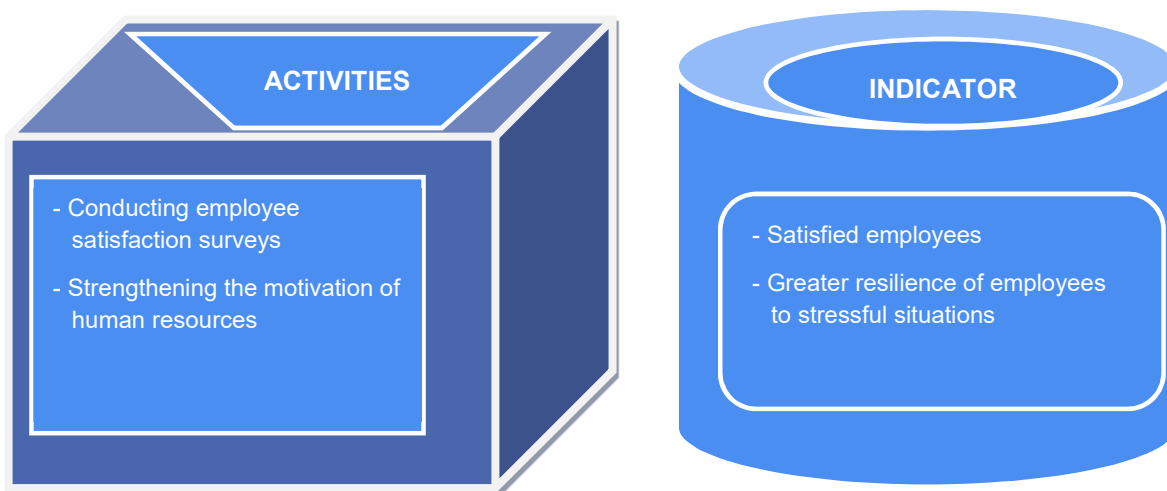 ACTIVITIES
- Conducting employee
satisfaction surveys
- Strengthening the motivation of
human resources
INDICATOR
- Satisfied employees
- Greater resilience of employees
to stressful situations